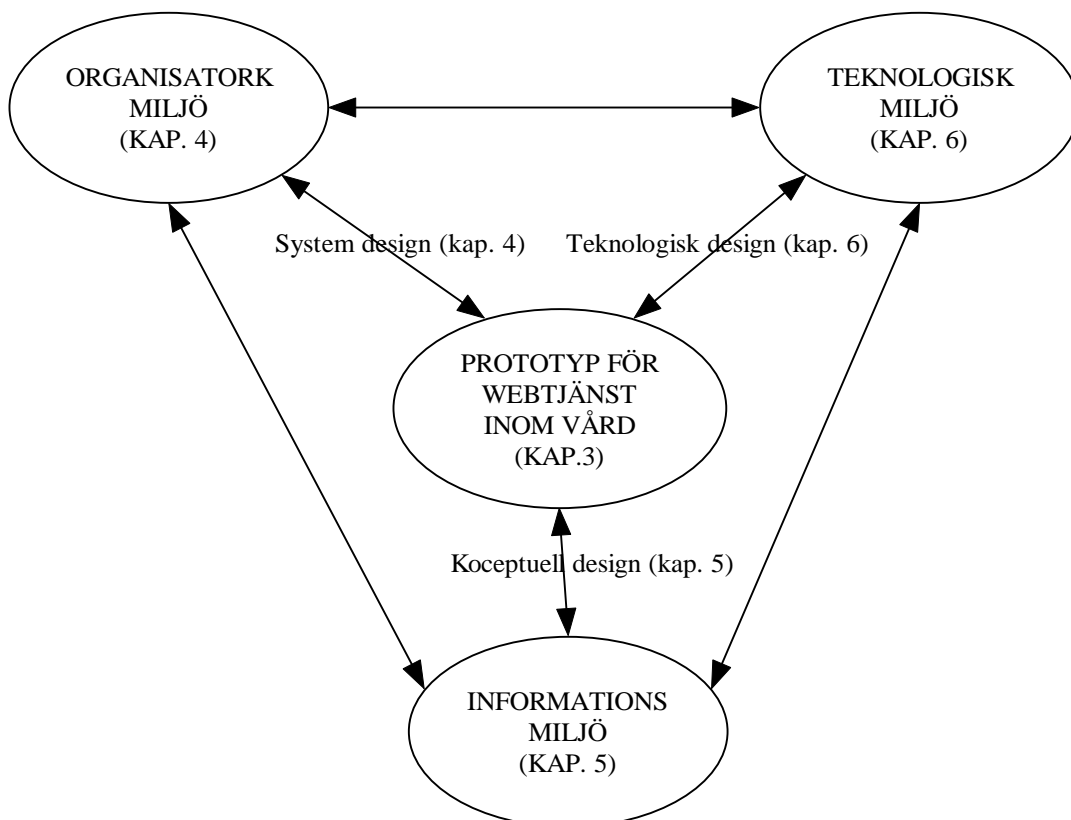 ORGANISATORK
MILJÖ
(KAP. 4)
TEKNOLOGISK
MILJÖ
(KAP. 6)
System design (kap. 4)
Teknologisk design (kap. 6)
PROTOTYP FÖR
WEBTJÄNST
INOM VÅRD
(KAP.3)
Koceptuell design (kap. 5)
INFORMATIONS
MILJÖ
(KAP. 5)